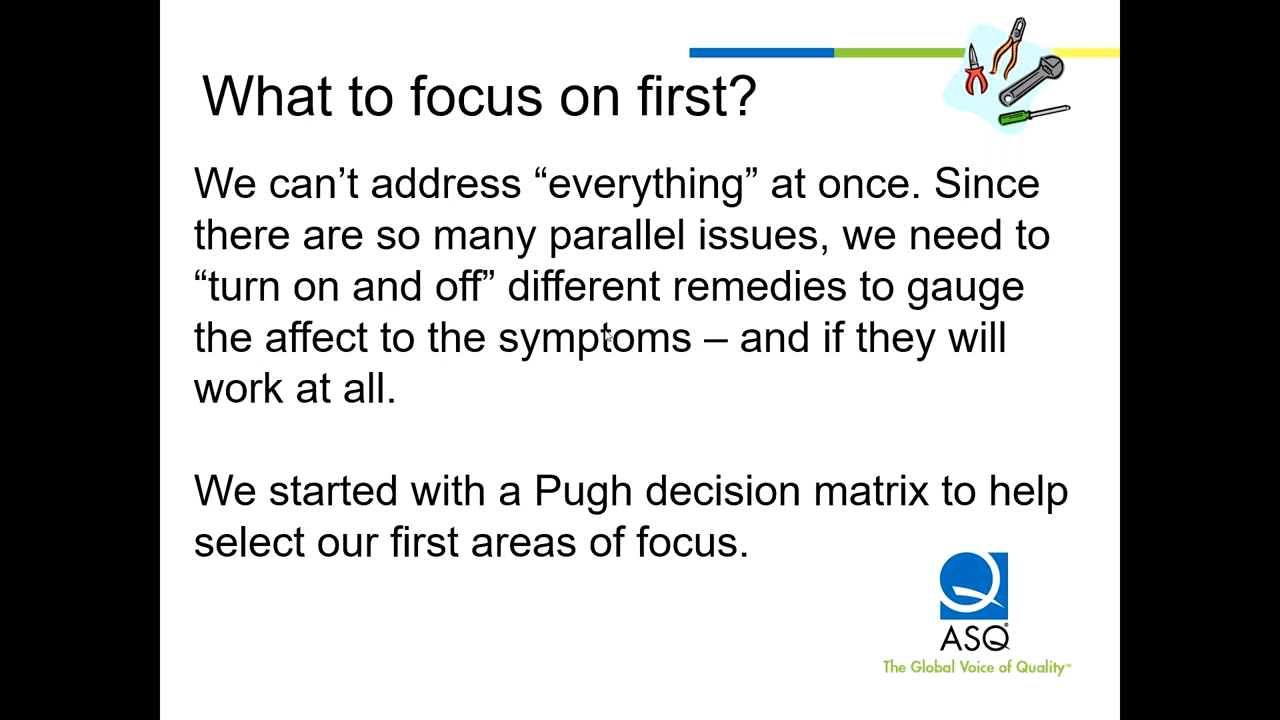 What to focus on first?
We can’t address “everything” at once. Since
there are so many parallel issues, we need to
“turn on and off” different remedies to gauge
the affect to the symptoms – and if they will
work at all.
We started with a Pugh decision matrix to help
select our first areas of focus.
ASQ®
The Global Voice of Quality™